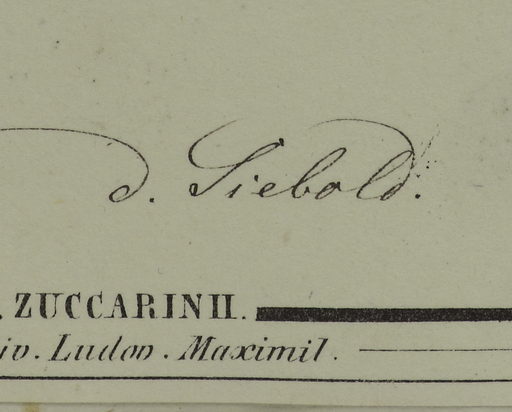 d. Siebold.
. ZUCCARINII.
iv. Ludov. Maximil.